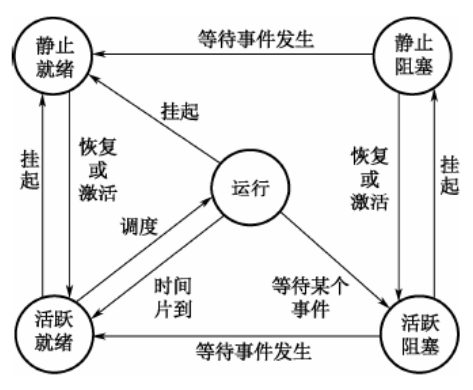 静止
就绪
等待事件发生
静止
阻塞
挂起
挂
起
恢复
或
激活
运行
恢复
或
激活
挂
起
调度
时间
片到
等待某个
事件
活跃
就绪
等待事件发生
活跃
阻塞